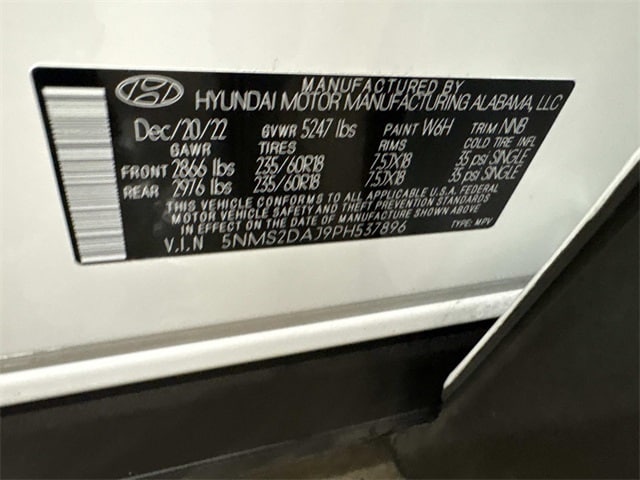 MANUFACTURED BY
HYUNDAI MOTOR MANUFACTURING ALABAMA, LLC
Dec/20/22 GVWR 5247 lbs PAINT W6H TRIM NNB
GAWR TIRES RIMS COLD TIRE INFL
FRONT 2866 lbs 235/60R18 7.5JX18 35 psi SINGLE
REAR 2976 lbs 235/60R18 7.5JX18 35 psi SINGLE
THIS VEHICLE CONFORMS TO ALL APPLICABLE U.S.A. FEDERAL
MOTOR VEHICLE SAFETY AND THEFT PREVENTION STANDARDS
IN EFFECT ON THE DATE OF MANUFACTURE SHOWN ABOVE
V.I.N 5NMS2DAJ9PH537896 TYPE: MPV